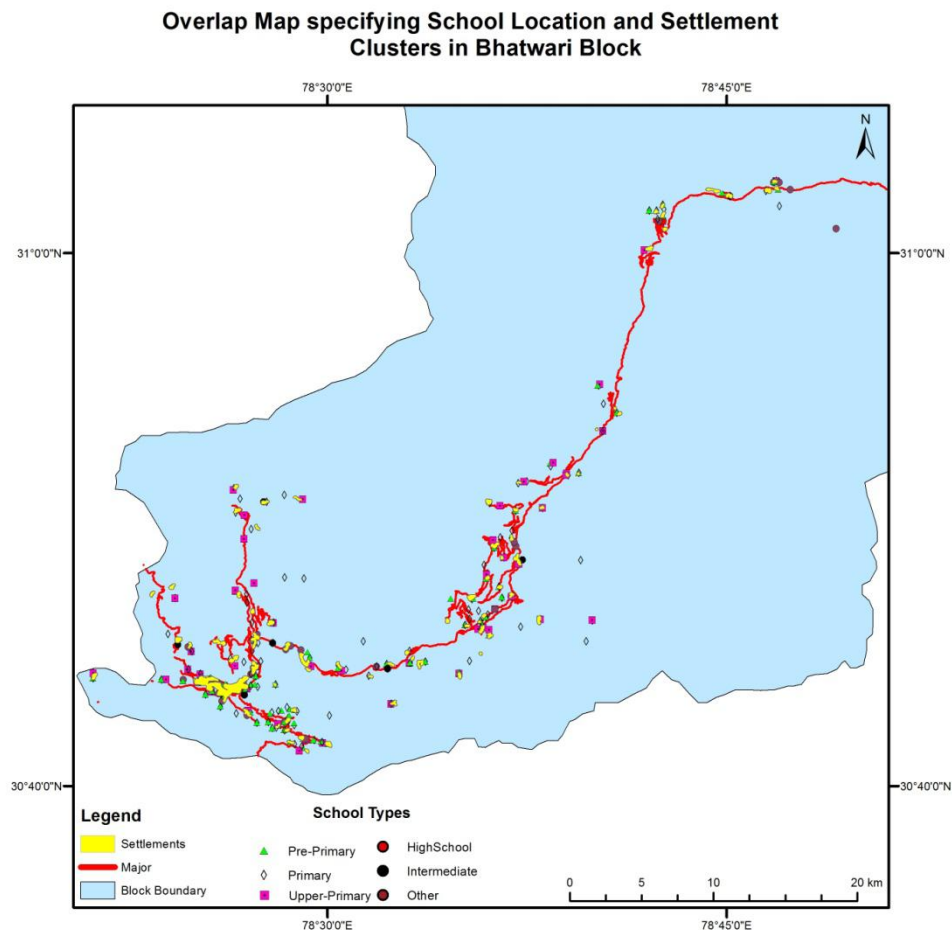 Overlap Map specifying School Location and Settlement
Clusters in Bhatwari Block
78°30'0"E 78°45'0"E
N
31°0'0"N 31°0'0"N
30°40'0"N 30°40'0"N
Legend
Settlements
Major
Block Boundary
School Types
Pre-Primary
Primary
Upper-Primary
HighSchool
Intermediate
Other
0 5 10 20 km
78°30'0"E 78°45'0"E